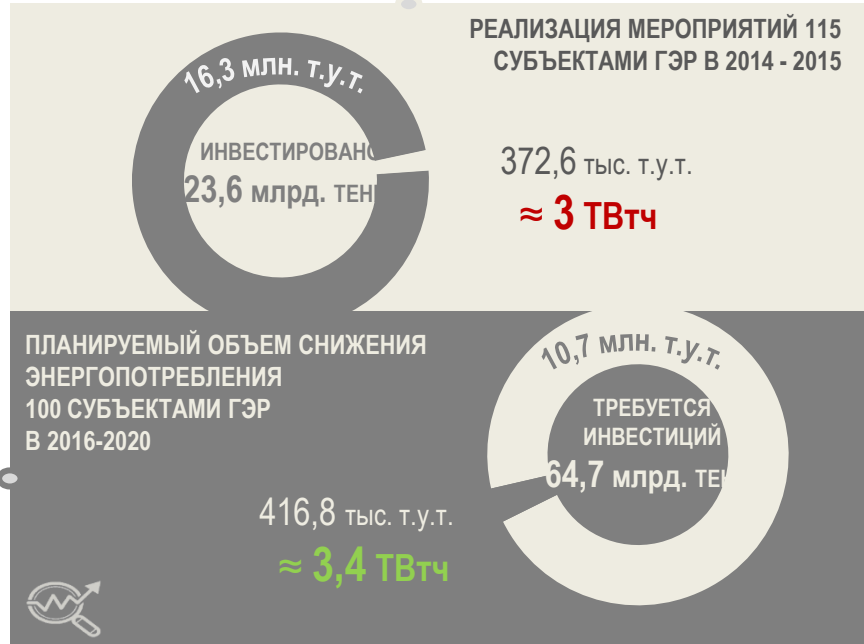 РЕАЛИЗАЦИЯ МЕРОПРИЯТИЙ 115
СУБЪЕКТАМИ ГЭР В 2014 - 2015
16,3 МЛН. Т.У.Т.
ИНВЕСТИРОВАНО
23,6 млрд. ТЕН
372,6 тыс. т.у.т.
≈ 3 ТВтч
ПЛАНИРУЕМЫЙ ОБЪЕМ СНИЖЕНИЯ
ЭНЕРГОПОТРЕБЛЕНИЯ
100 СУБЪЕКТАМИ ГЭР
В 2016-2020
10,7 МЛН. Т.У.Т.
ТРЕБУЕТСЯ
ИНВЕСТИЦИЙ
64,7 млрд. ТЕ
416,8 тыс. т.у.т.
≈ 3,4 ТВтч